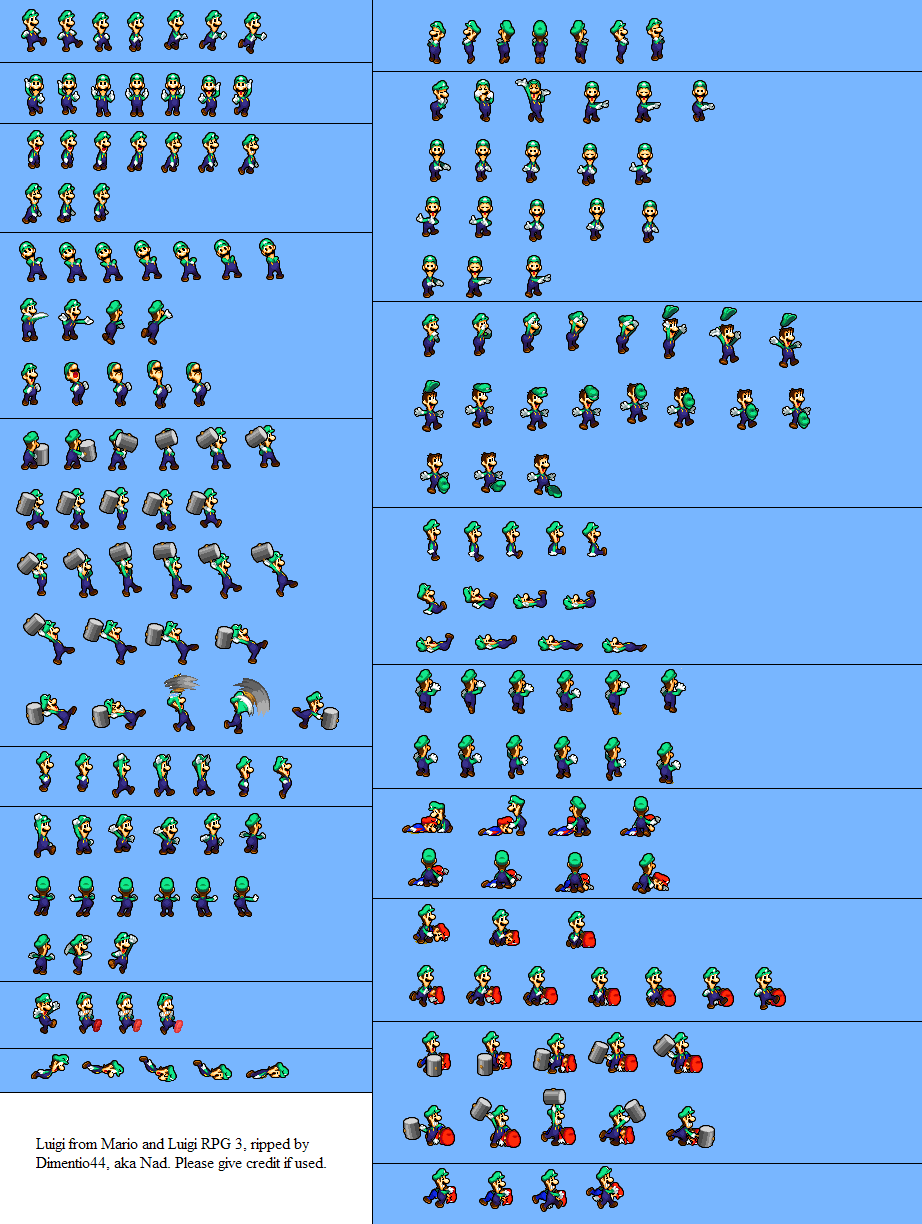 Luigi from Mario and Luigi RPG 3, ripped by
Dimentio44, aka Nad. Please give credit if used.